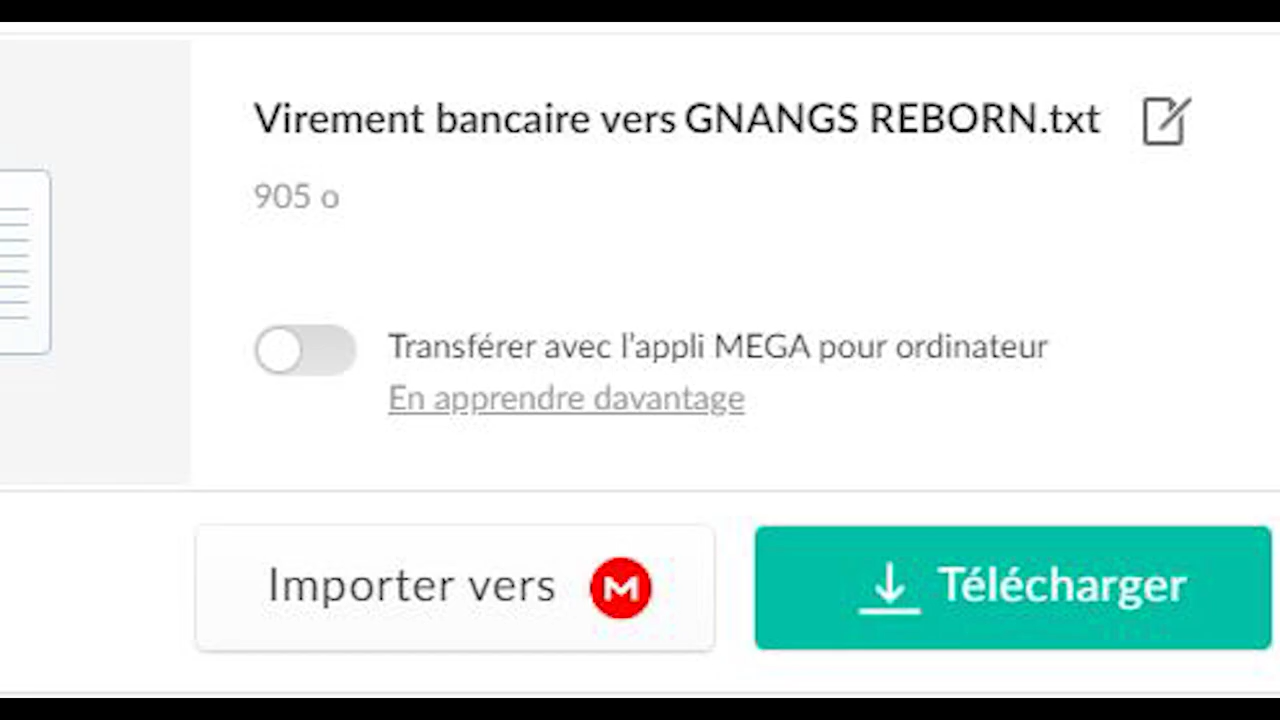 Virement bancaire vers GNANGS REBORN.txt
905 o
Transférer avec l'appli MEGA pour ordinateur
En apprendre davantage
Importer vers M
Télécharger